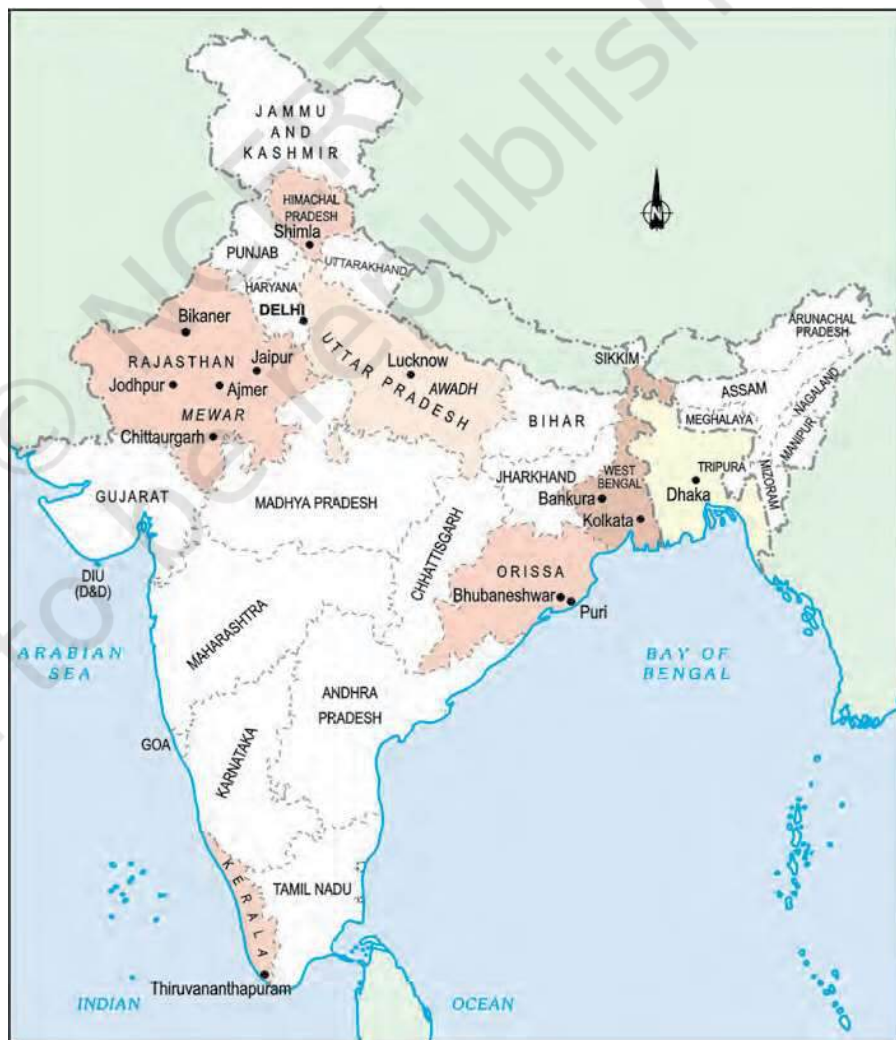 © NCERT
not to be republished
JAMMU
AND
KASHMIR
HIMACHAL
PRADESH
Shimla
PUNJAB
UTTARAKHAND
HARYANA
DELHI
N
ARUNACHAL
PRADESH
Bikaner
UTTAR PRADESH
RAJASTHAN
Jaipur
Lucknow
SIKKIM
Jodhpur
Ajmer
AWADH
ASSAM
NAGALAND
MEWAR
BIHAR
MEGHALAYA
MANIPUR
Chittaurgarh
JHARKHAND
WEST
BENGAL
TRIPURA
MIZORAM
GUJARAT
MADHYA PRADESH
Bankura
Dhaka
Kolkata
CHHATTISGARH
DIU
(D&D)
ORISSA
Bhubaneshwar
Puri
MAHARASHTRA
ARABIAN
SEA
BAY OF
BENGAL
ANDHRA
PRADESH
GOA
KARNATAKA
KERALA
TAMIL NADU
Thiruvananthapuram
INDIAN
OCEAN